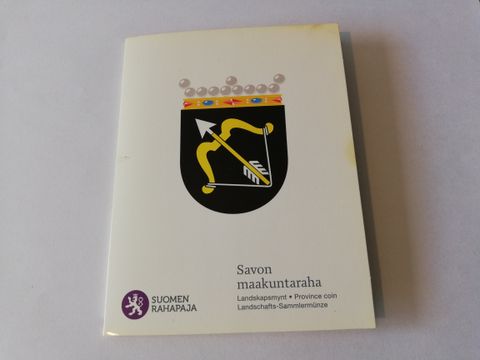 Savon
maakuntaraha
Landskapsmynt • Province coin
Landschafts-Sammlermünze
SUOMEN
RAHAPAJA